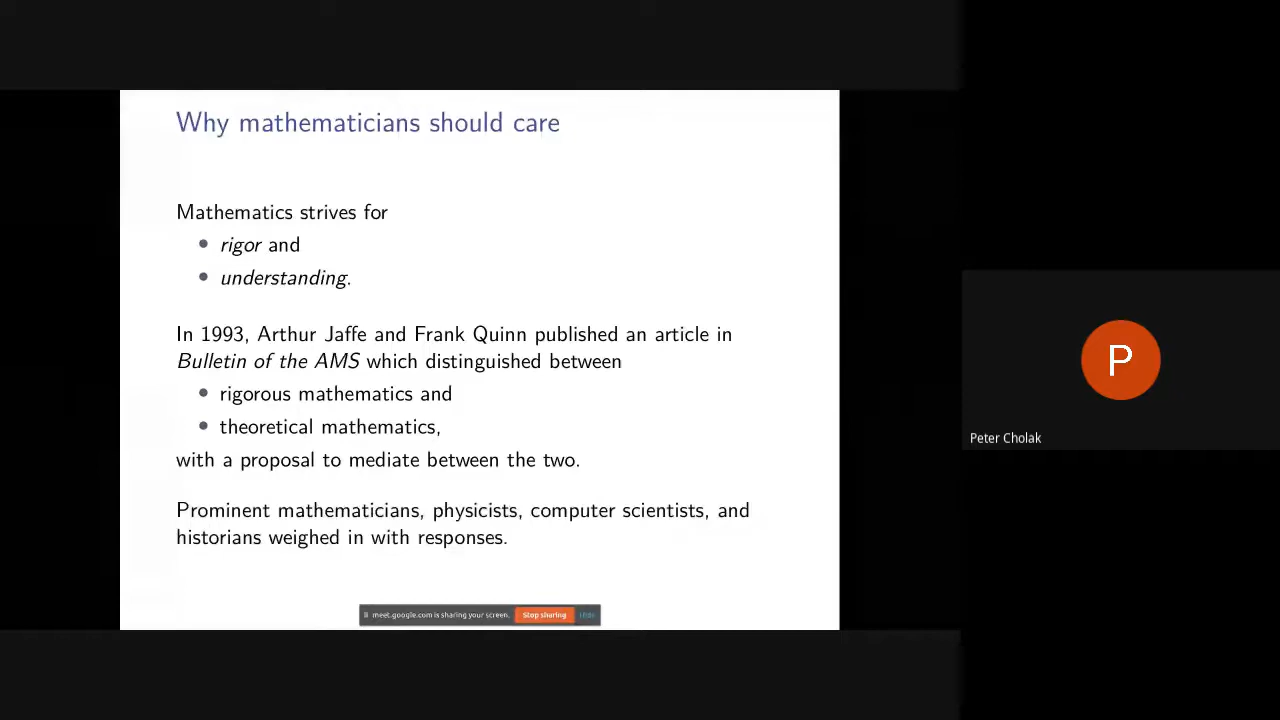 Why mathematicians should care
Mathematics strives for
• rigor and
• understanding.
In 1993, Arthur Jaffe and Frank Quinn published an article in
Bulletin of the AMS which distinguished between
• rigorous mathematics and
• theoretical mathematics,
with a proposal to mediate between the two.
Prominent mathematicians, physicists, computer scientists, and
historians weighed in with responses.
meet.google.com is sharing your screen. Stop sharing Hide
P
Peter Cholak